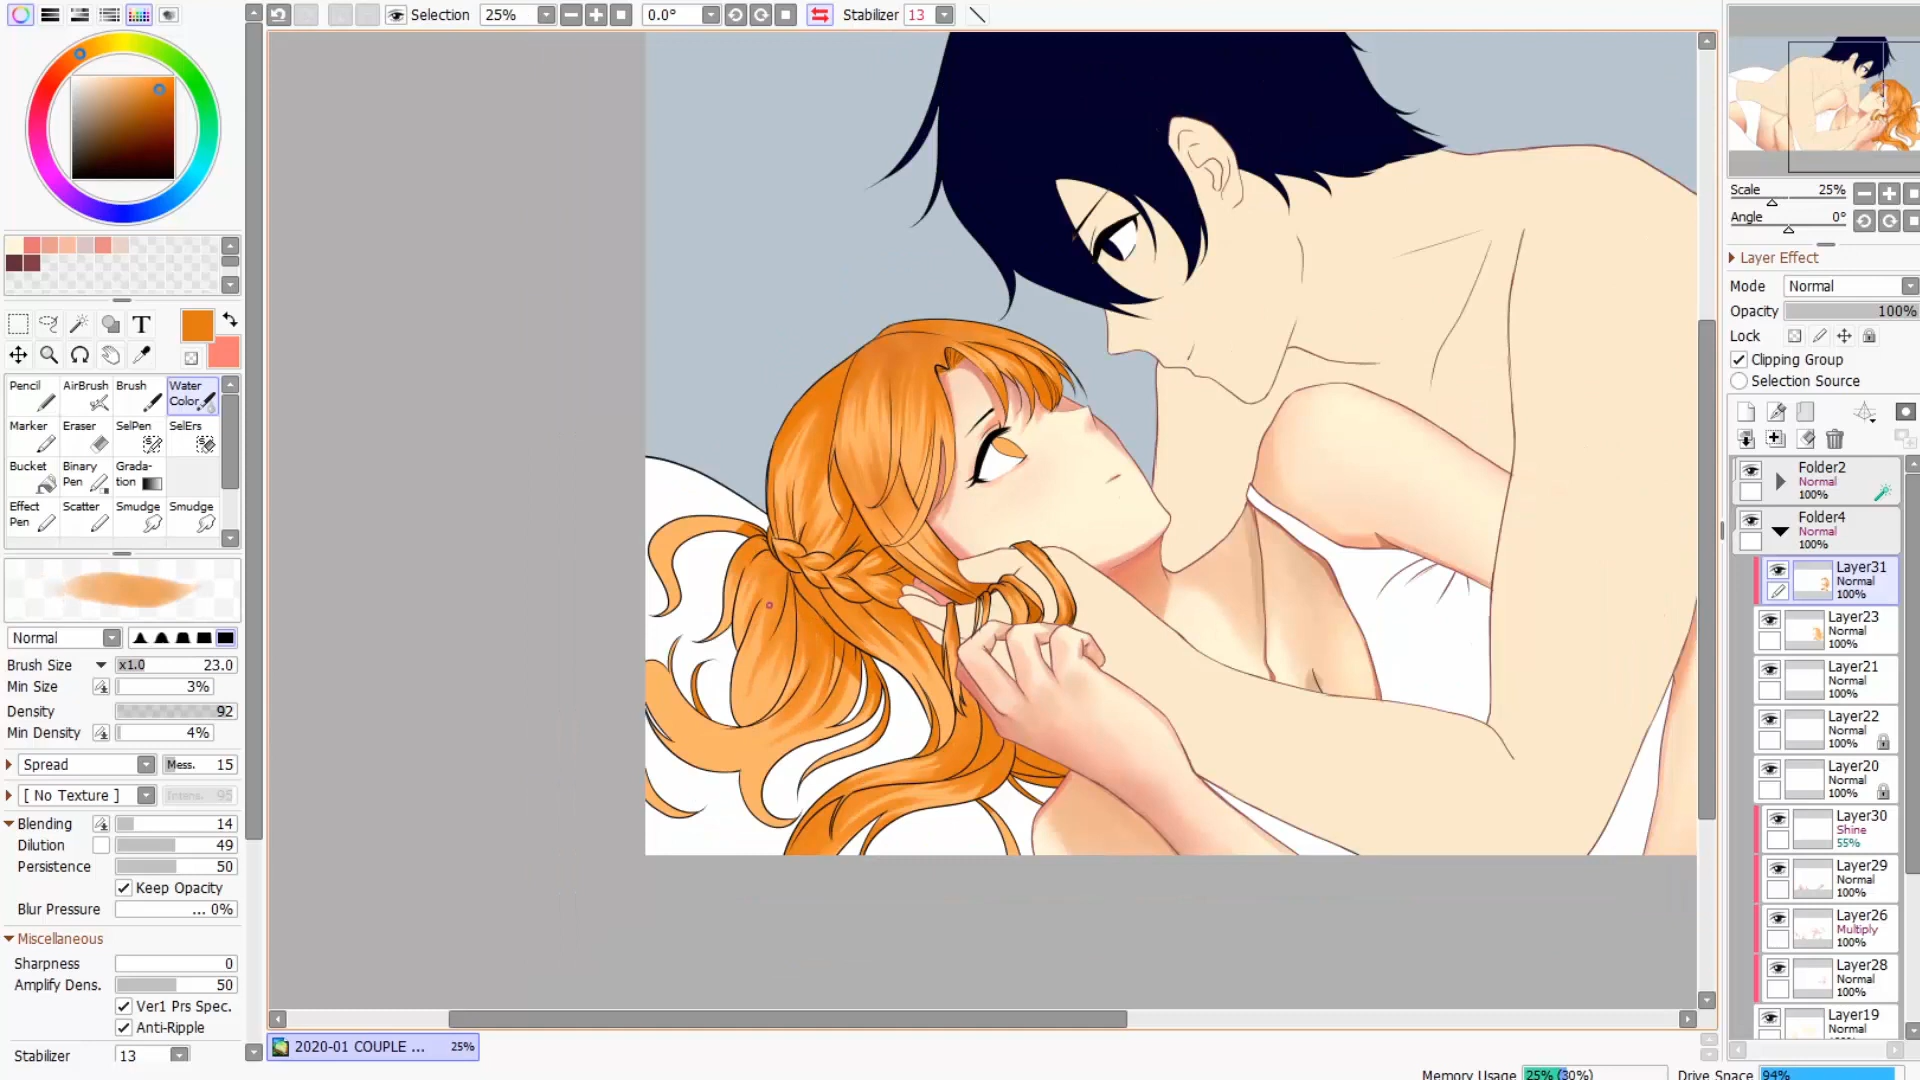 Selection 25% 0.0° Stabilizer 13
T
Pencil AirBrush Brush Water Color
Marker Eraser SelPen SelErs
Bucket Binary Pen Grada-tion
Effect Pen Scatter Smudge Smudge
Normal
Brush Size x1.0 23.0
Min Size 3%
Density 92
Min Density 4%
Spread Mess. 15
[ No Texture ] Intens. 95
Blending 14
Dilution 49
Persistence 50
Keep Opacity
Blur Pressure ... 0%
Miscellaneous
Sharpness 0
Amplify Dens. 50
Ver1 Prs Spec.
Anti-Ripple
Stabilizer 13
2020-01 COUPLE ... 25%
Scale 25%
Angle 0°
Layer Effect
Mode Normal
Opacity 100%
Lock
Clipping Group
Selection Source
Folder2
Normal
100%
Folder4
Normal
100%
Layer31
Normal
100%
Layer23
Normal
100%
Layer21
Normal
100%
Layer22
Normal
100%
Layer20
Normal
100%
Layer30
Shine
55%
Layer29
Normal
100%
Layer26
Multiply
100%
Layer28
Normal
100%
Layer19
Normal
Memory Usage 25% (30%) Drive Space 94%